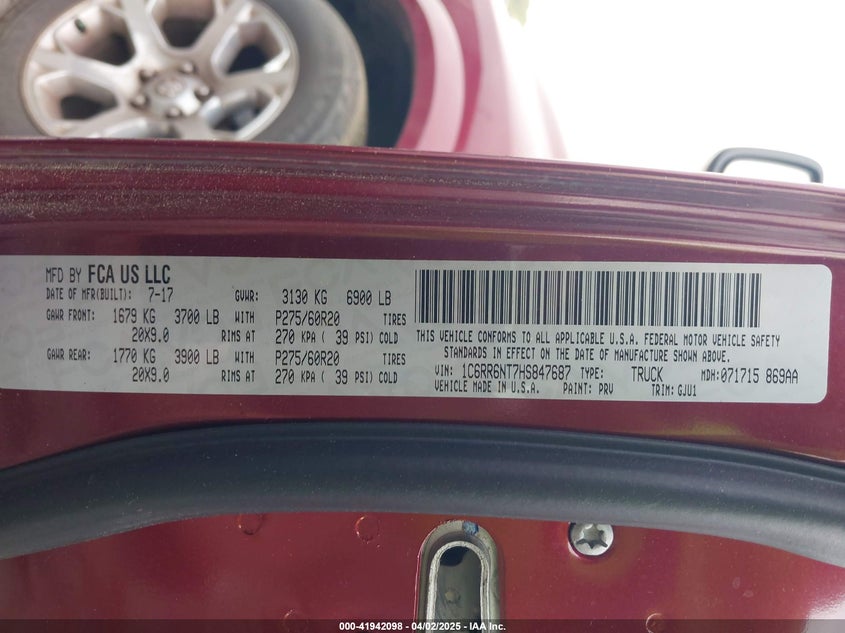 MFD BY FCA US LLC
DATE OF MFR(BUILT): 7-17 GVWR: 3130 KG 6900 LB
GAWR FRONT: 1679 KG 3700 LB WITH P275/60R20 TIRES
20X9.0 RIMS AT 270 KPA ( 39 PSI) COLD
GAWR REAR: 1770 KG 3900 LB WITH P275/60R20 TIRES
20X9.0 RIMS AT 270 KPA ( 39 PSI) COLD
THIS VEHICLE CONFORMS TO ALL APPLICABLE U.S.A. FEDERAL MOTOR VEHICLE SAFETY
STANDARDS IN EFFECT ON THE DATE OF MANUFACTURE SHOWN ABOVE.
VIN: 1C6RR6NT7HS847687 TYPE: TRUCK MDH:071715 869AA
VEHICLE MADE IN U.S.A. PAINT: PRV TRIM: GJU1
000-41942098 - 04/02/2025 - IAA Inc.